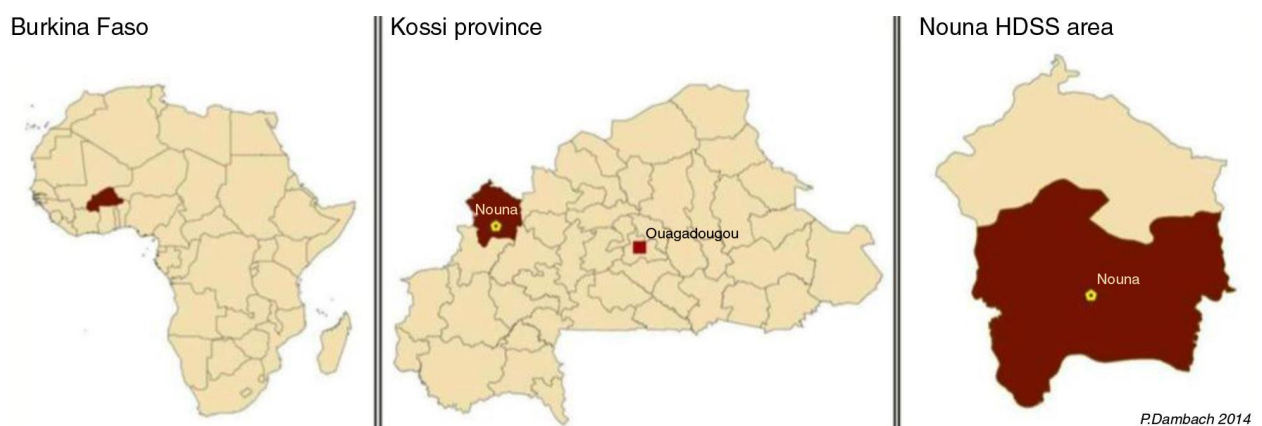 Burkina Faso
Kossi province
Nouna HDSS area
Nouna
Ouagadougou
Nouna
P.Dambach 2014